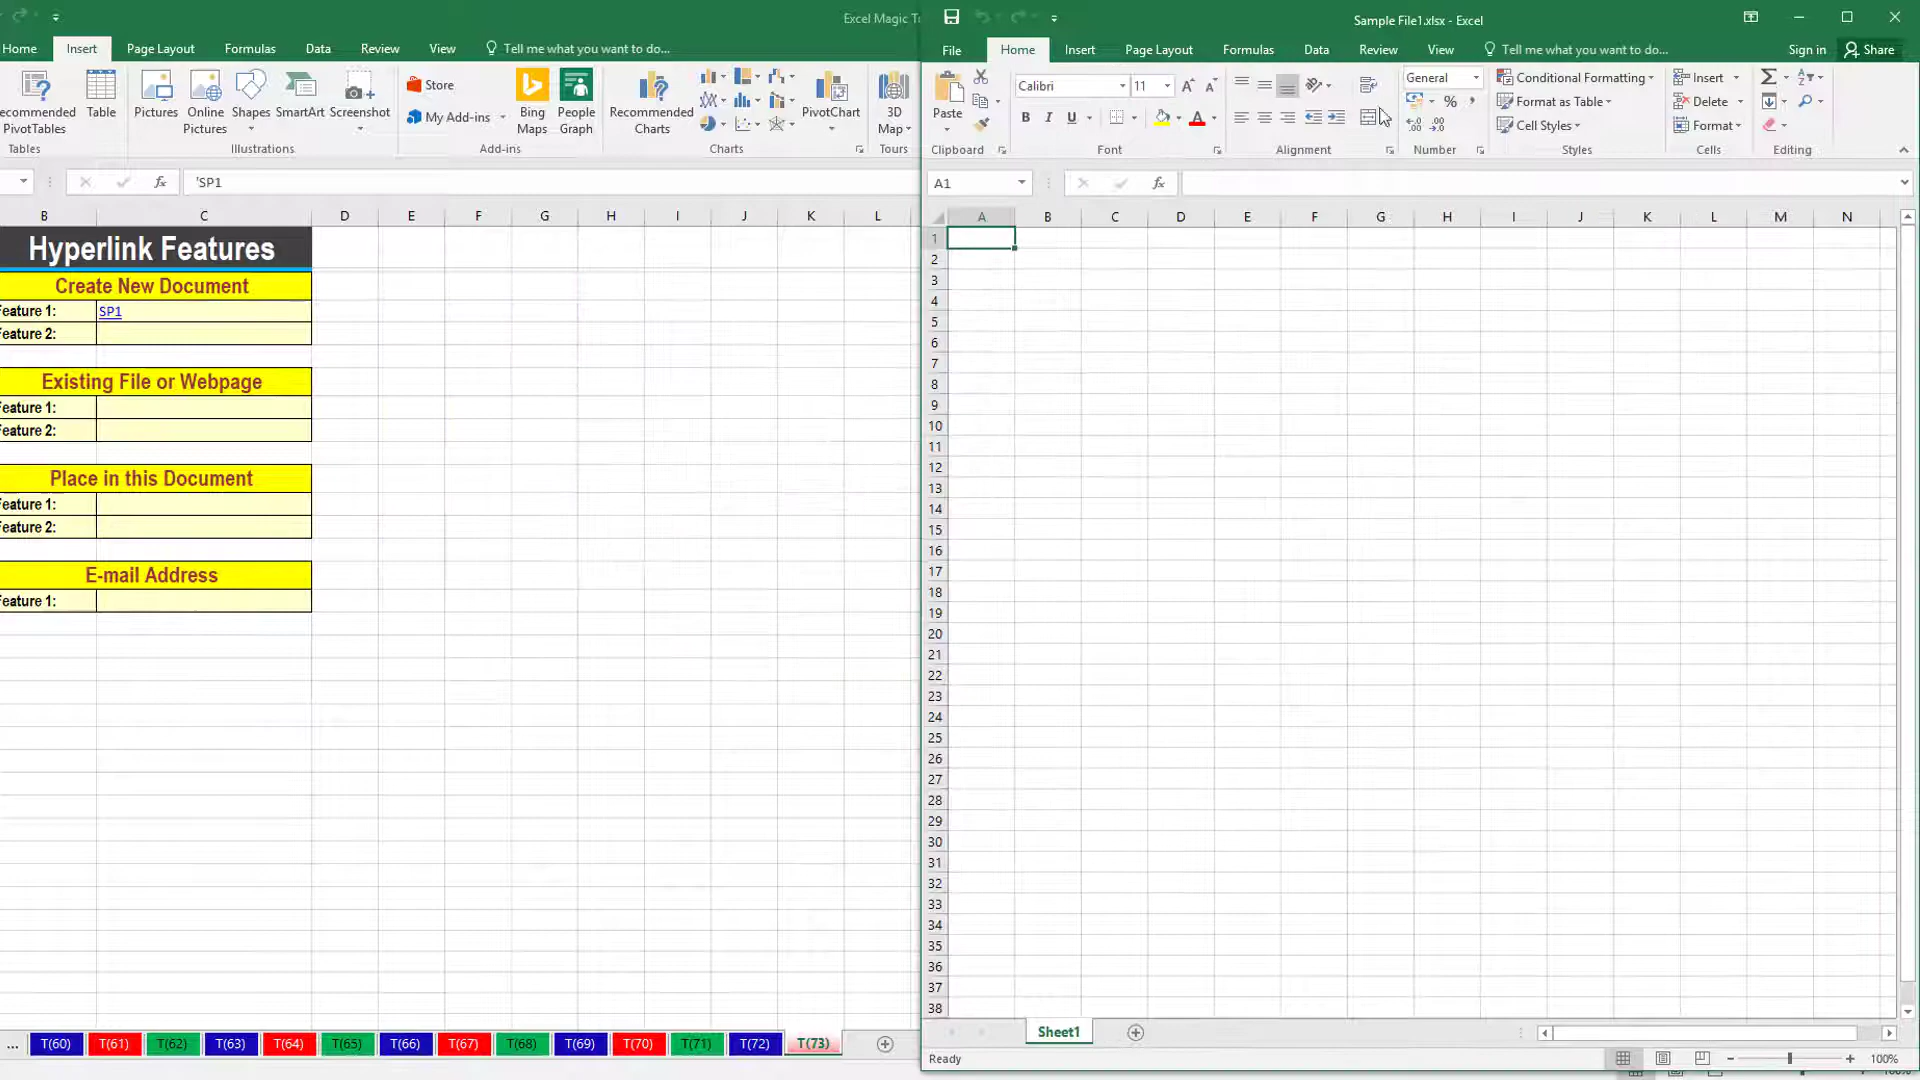 Excel Magic T
Home Insert Page Layout Formulas Data Review View Tell me what you want to do...
ecommended
PivotTables
Table
Pictures
Online
Pictures
Shapes
SmartArt
Screenshot
Store
My Add-ins
Bing
Maps
People
Graph
Recommended
Charts
PivotChart
3D
Map
Tables Illustrations Add-ins Charts Tours
fx 'SP1
B C D E F G H I J K L
Hyperlink Features
Create New Document
Feature 1: SP1
Feature 2:
Existing File or Webpage
Feature 1:
Feature 2:
Place in this Document
Feature 1:
Feature 2:
E-mail Address
Feature 1:
... T(60) T(61) T(62) T(63) T(64) T(65) T(66) T(67) T(68) T(69) T(70) T(71) T(72) T(73)
Sample File1.xlsx - Excel
File Home Insert Page Layout Formulas Data Review View Tell me what you want to do... Sign in Share
Paste
Calibri 11
B I U A
General
%
Conditional Formatting
Format as Table
Cell Styles
Insert
Delete
Format
Clipboard Font Alignment Number Styles Cells Editing
A1 fx
A B C D E F G H I J K L M N
1
2
3
4
5
6
7
8
9
10
11
12
13
14
15
16
17
18
19
20
21
22
23
24
25
26
27
28
29
30
31
32
33
34
35
36
37
38
Sheet1
Ready 100%